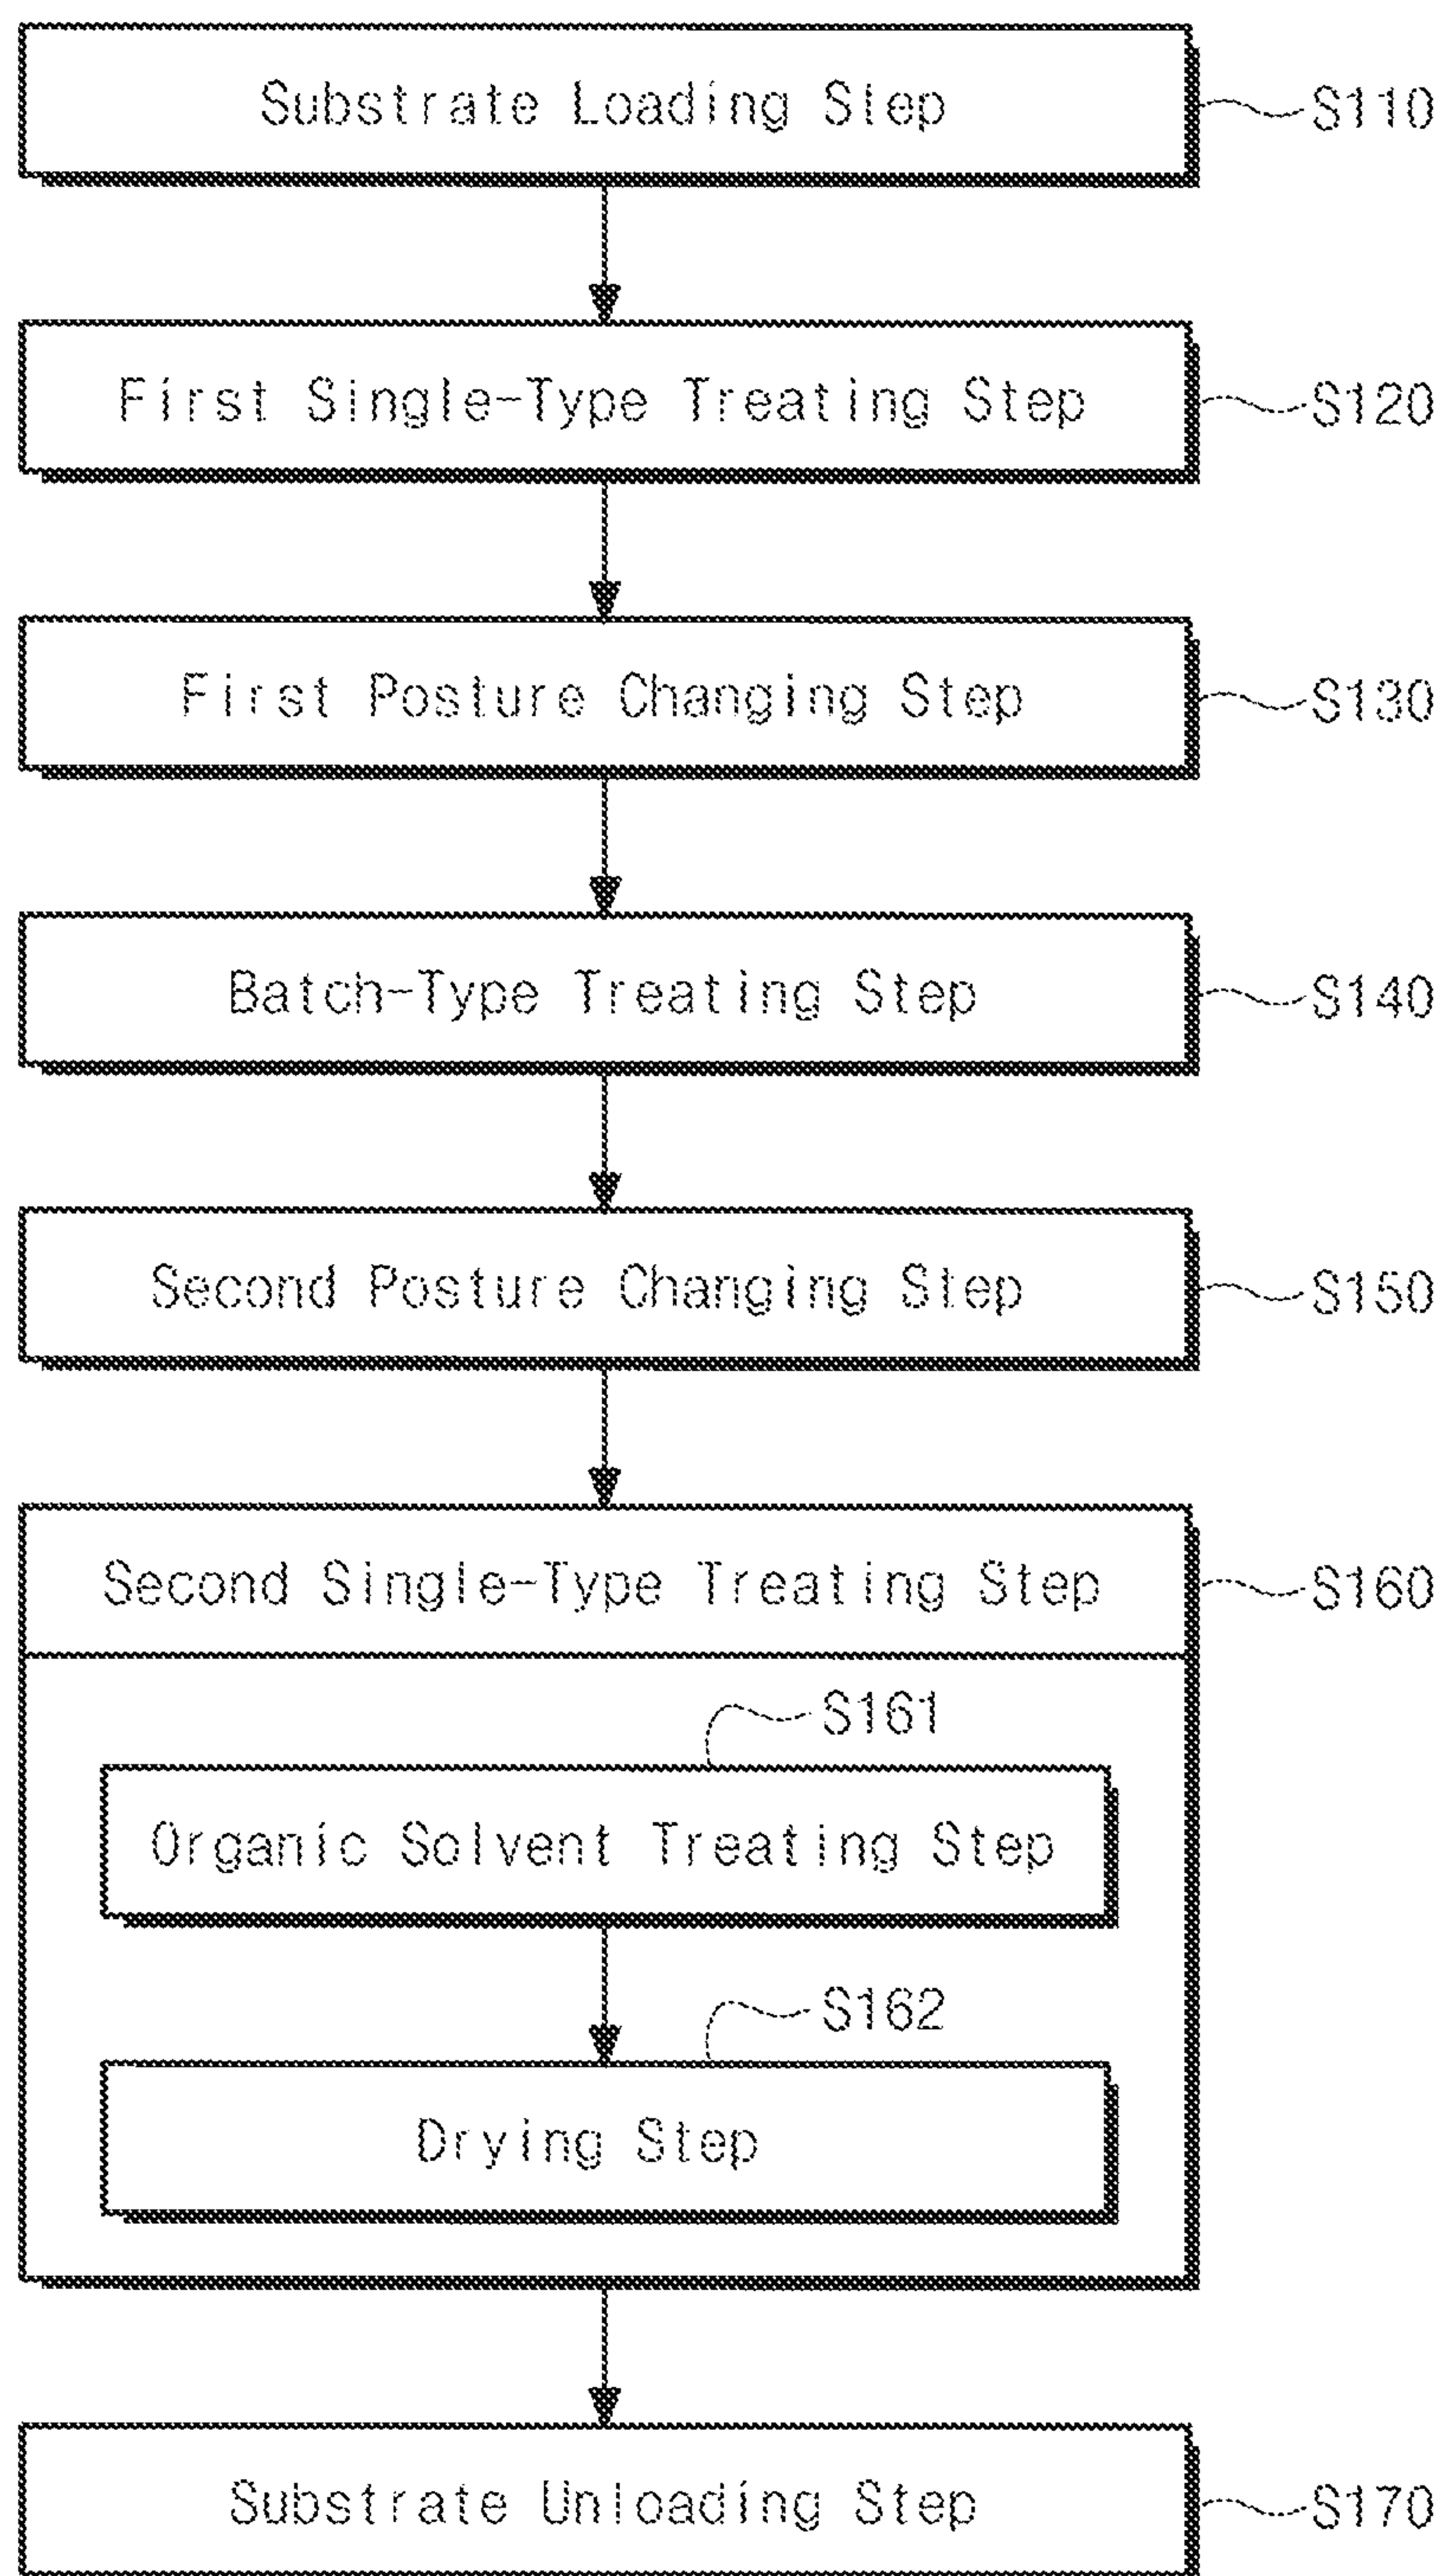 Substrate Loading Step
S110
First Single-Type Treating Step
S120
First Posture Changing Step
S130
Batch-Type Treating Step
S140
Second Posture Changing Step
S150
Second Single-Type Treating Step
S160
S161
Organic Solvent Treating Step
S162
Drying Step
Substrate Unloading Step
S170